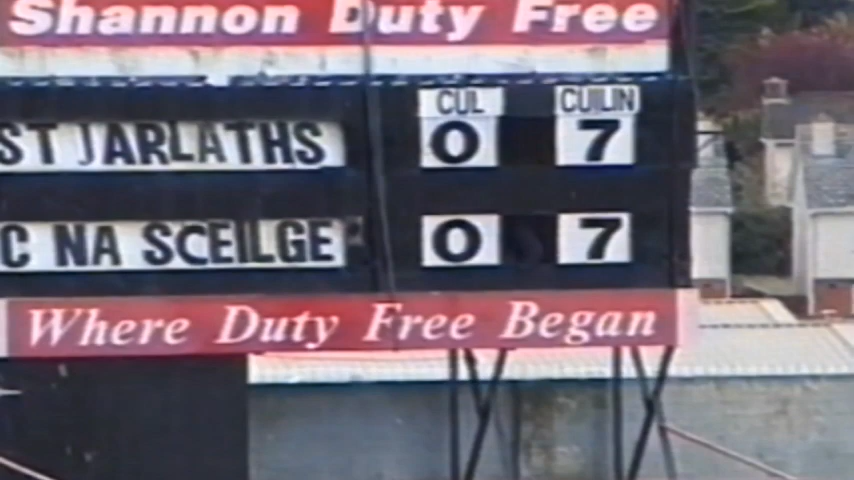 Shannon Duty Free
CUL CUILIN
ST JARLATHS 0 7
C NA SCEILGE 0 7
Where Duty Free Began